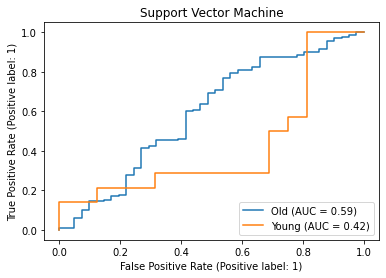 Support Vector Machine
True Positive Rate (Positive label: 1)
1.0
0.8
0.6
0.4
0.2
0.0
Old (AUC = 0.59)
Young (AUC = 0.42)
0.0 0.2 0.4 0.6 0.8 1.0
False Positive Rate (Positive label: 1)